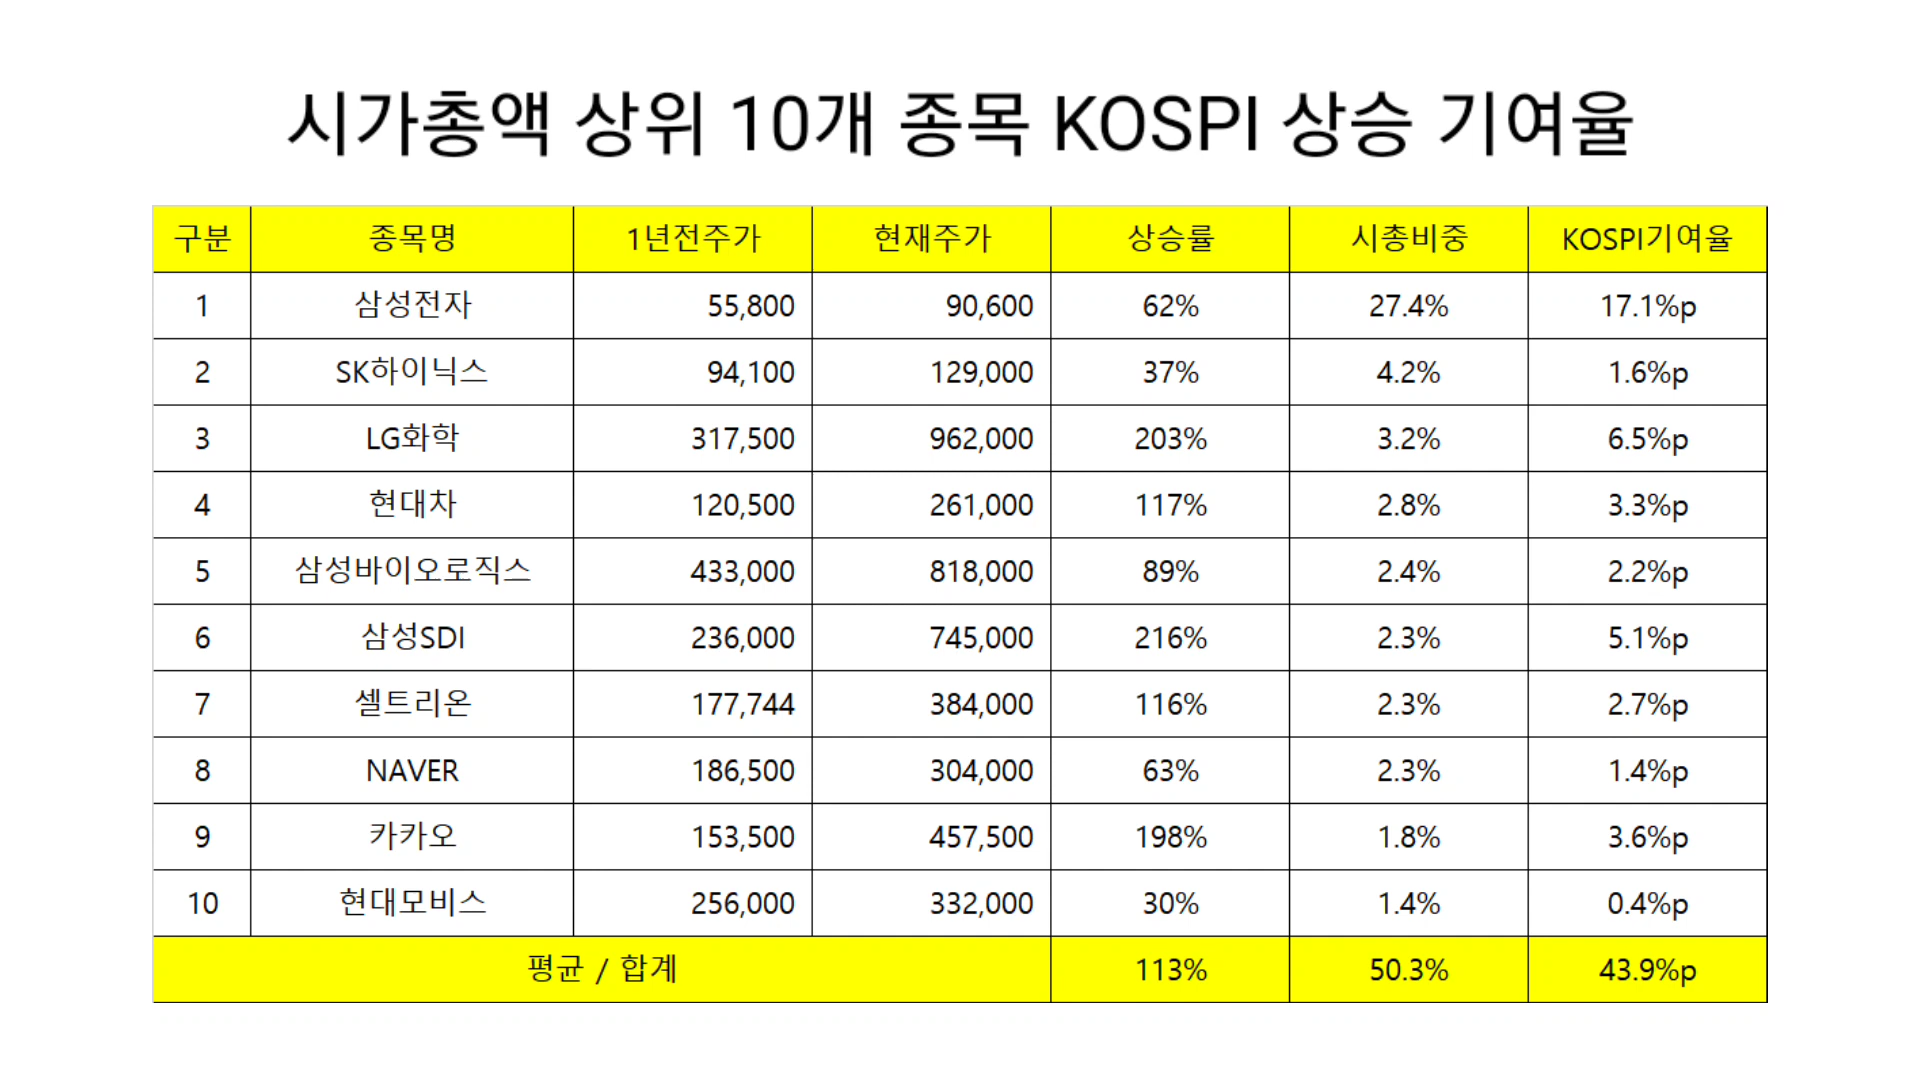 시가총액 상위 10개 종목 KOSPI 상승 기여율
구분 종목명 1년전주가 현재주가 상승률 시총비중 KOSPI기여율
1 삼성전자 55,800 90,600 62% 27.4% 17.1%p
2 SK하이닉스 94,100 129,000 37% 4.2% 1.6%p
3 LG화학 317,500 962,000 203% 3.2% 6.5%p
4 현대차 120,500 261,000 117% 2.8% 3.3%p
5 삼성바이오로직스 433,000 818,000 89% 2.4% 2.2%p
6 삼성SDI 236,000 745,000 216% 2.3% 5.1%p
7 셀트리온 177,744 384,000 116% 2.3% 2.7%p
8 NAVER 186,500 304,000 63% 2.3% 1.4%p
9 카카오 153,500 457,500 198% 1.8% 3.6%p
10 현대모비스 256,000 332,000 30% 1.4% 0.4%p
평균 / 합계 113% 50.3% 43.9%p